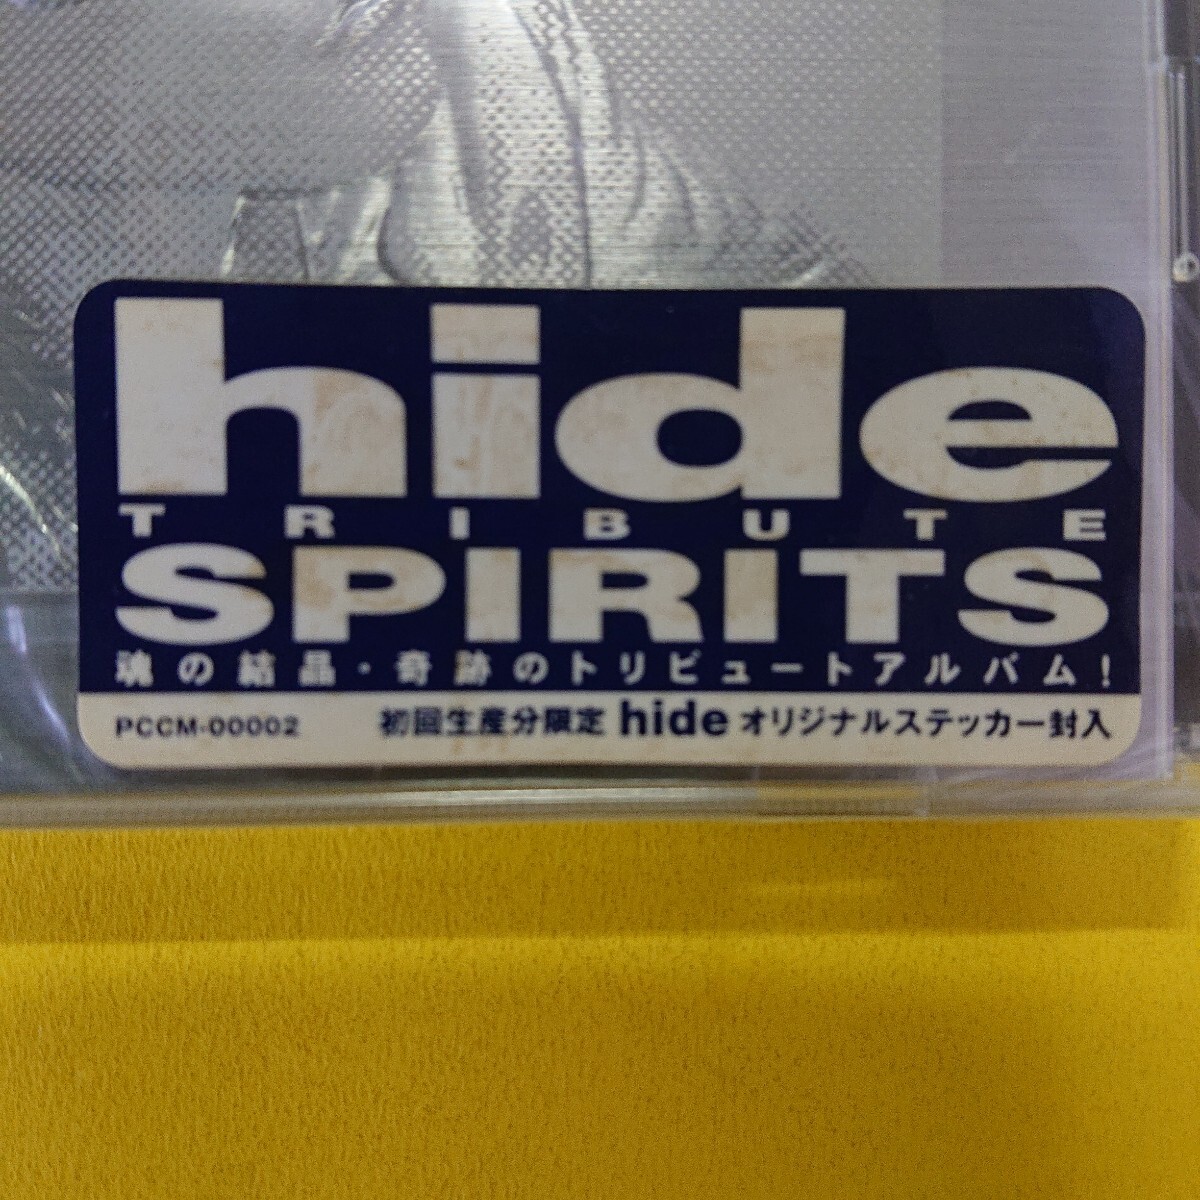 hide
TRIBUTE
SPIRITS
魂の結晶・奇跡のトリビュートアルバム!
PCCM-00002 初回生産分限定 hide オリジナルステッカー封入